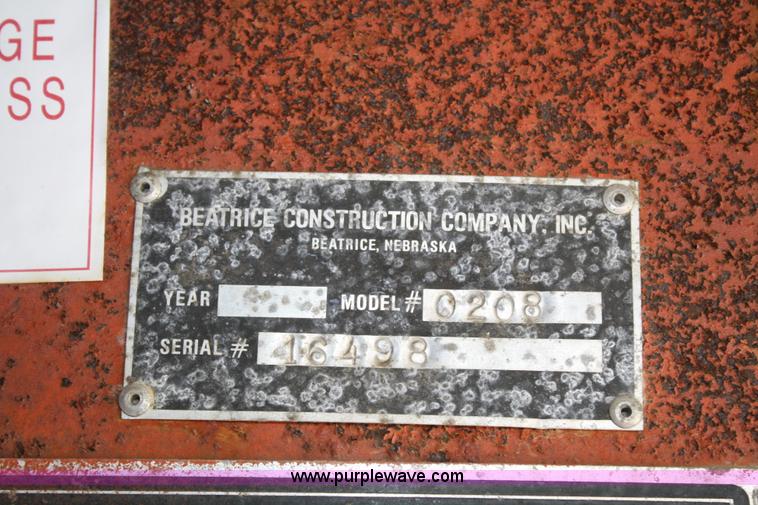 GE
SS
BEATRICE CONSTRUCTION COMPANY, INC.
BEATRICE, NEBRASKA
YEAR MODEL # 0208
SERIAL # 16498
www.purplewave.com